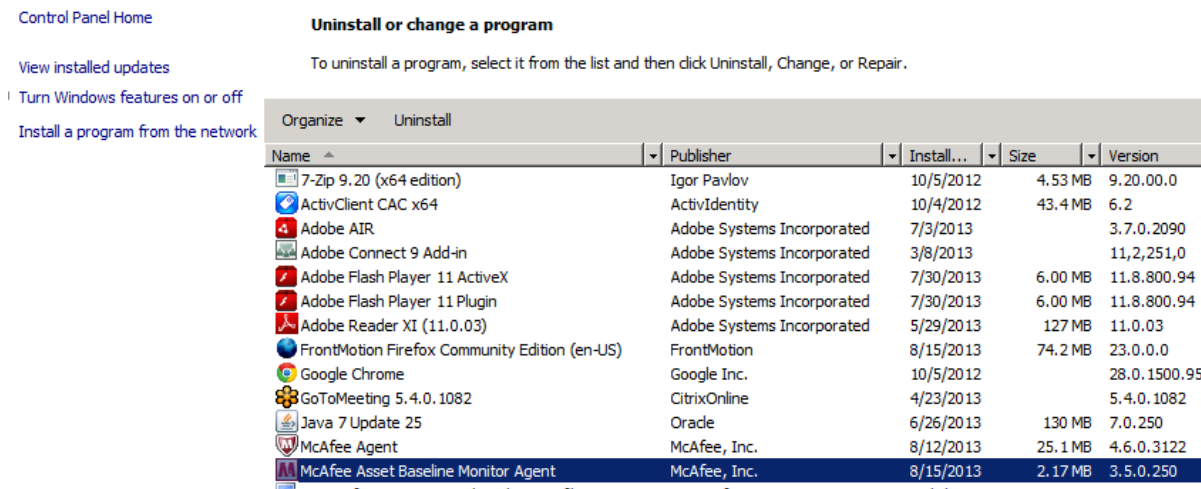 Control Panel Home
View installed updates
Turn Windows features on or off
Install a program from the network
Uninstall or change a program
To uninstall a program, select it from the list and then click Uninstall, Change, or Repair.
Organize Uninstall
Name Publisher Install... Size Version
7-Zip 9.20 (x64 edition) Igor Pavlov 10/5/2012 4.53 MB 9.20.00.0
ActivClient CAC x64 ActivIdentity 10/4/2012 43.4 MB 6.2
Adobe AIR Adobe Systems Incorporated 7/3/2013 3.7.0.2090
Adobe Connect 9 Add-in Adobe Systems Incorporated 3/8/2013 11,2,251,0
Adobe Flash Player 11 ActiveX Adobe Systems Incorporated 7/30/2013 6.00 MB 11.8.800.94
Adobe Flash Player 11 Plugin Adobe Systems Incorporated 7/30/2013 6.00 MB 11.8.800.94
Adobe Reader XI (11.0.03) Adobe Systems Incorporated 5/29/2013 127 MB 11.0.03
FrontMotion Firefox Community Edition (en-US) FrontMotion 8/15/2013 74.2 MB 23.0.0.0
Google Chrome Google Inc. 10/5/2012 28.0.1500.95
GoToMeeting 5.4.0.1082 CitrixOnline 4/23/2013 5.4.0.1082
Java 7 Update 25 Oracle 6/26/2013 130 MB 7.0.250
McAfee Agent McAfee, Inc. 8/12/2013 25.1 MB 4.6.0.3122
McAfee Asset Baseline Monitor Agent McAfee, Inc. 8/15/2013 2.17 MB 3.5.0.250